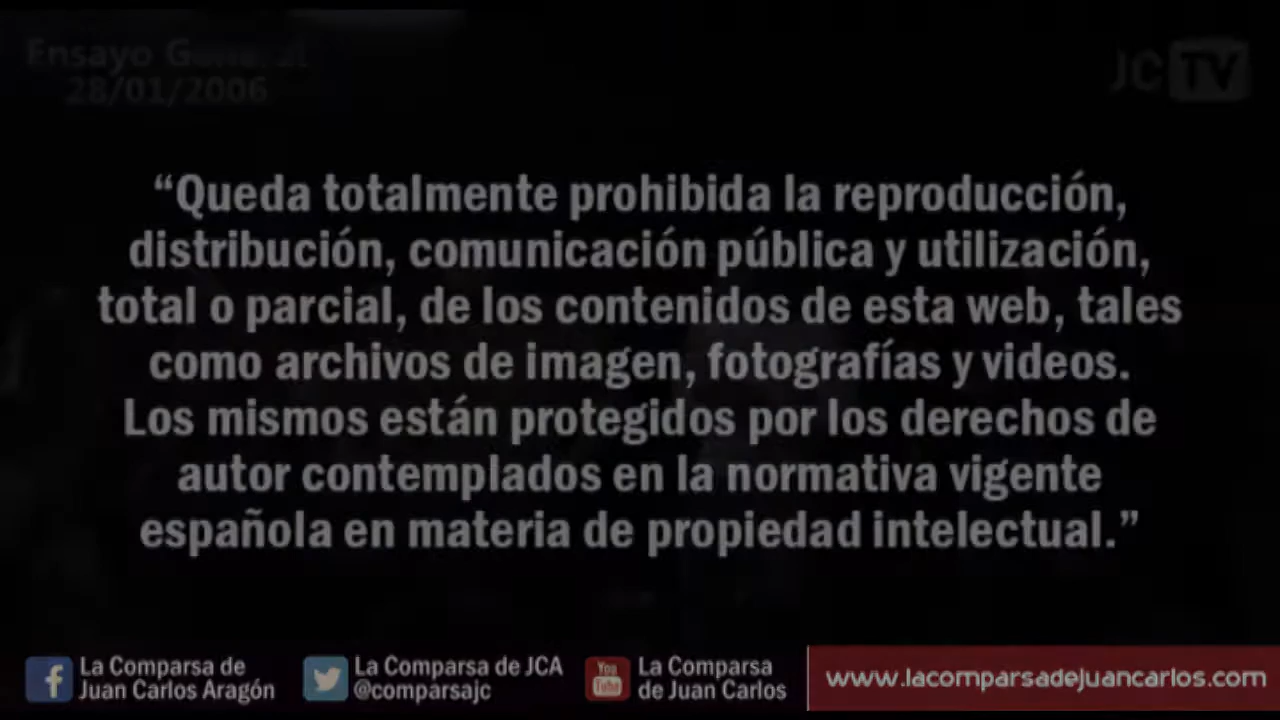 Ensayo General
28/01/2006
JCTV
“Queda totalmente prohibida la reproducción,
distribución, comunicación pública y utilización,
total o parcial, de los contenidos de esta web, tales
como archivos de imagen, fotografías y videos.
Los mismos están protegidos por los derechos de
autor contemplados en la normativa vigente
española en materia de propiedad intelectual.”
f
La Comparsa de
Juan Carlos Aragón
La Comparsa de JCA
@comparsajc
You
Tube
La Comparsa
de Juan Carlos
www.lacomparsadejuancarlos.com